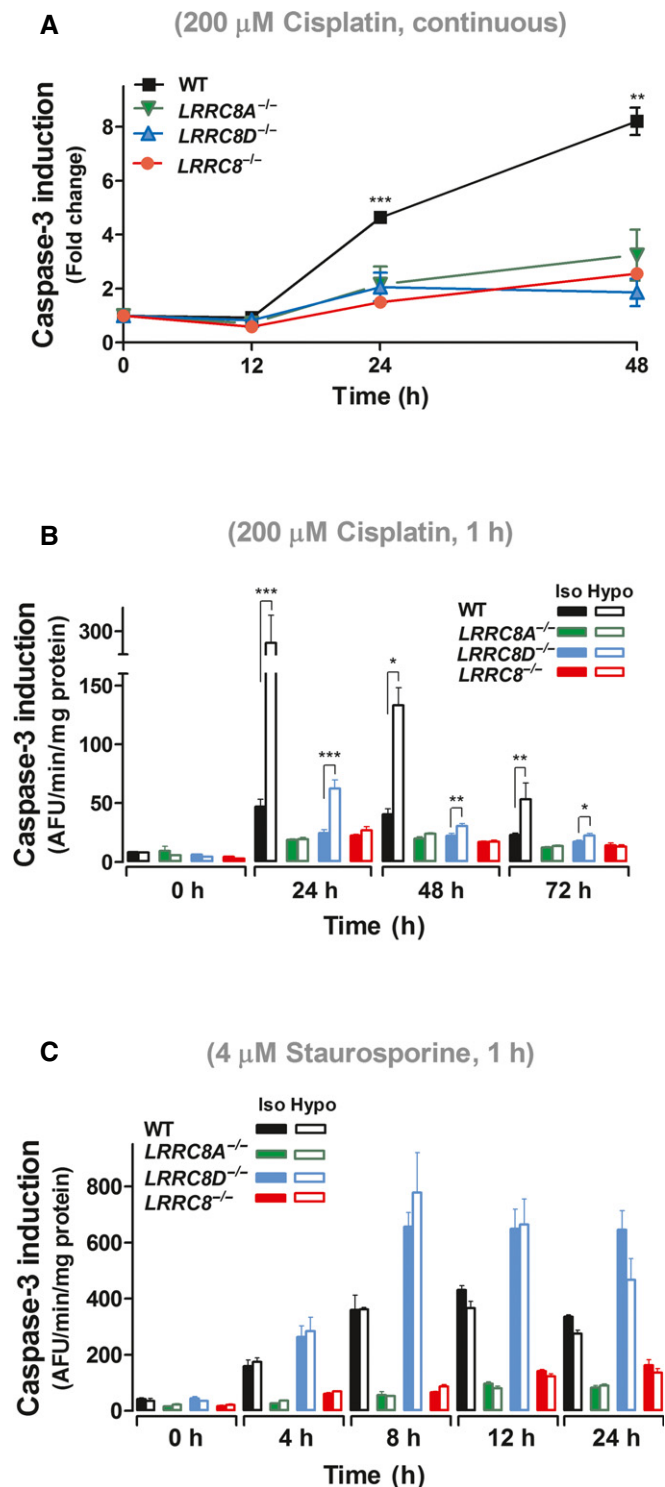 A
(200 μM Cisplatin, continuous)
WT
LRRC8A−/−
LRRC8D−/−
LRRC8−/−
***
**
Caspase-3 induction
(Fold change)
8
6
4
2
0
0 12 24 48
Time (h)
B
(200 μM Cisplatin, 1 h)
Iso Hypo
WT
LRRC8A−/−
LRRC8D−/−
LRRC8−/−
***
***
*
**
**
*
Caspase-3 induction
(AFU/min/mg protein)
300
150
100
50
0
0 h 24 h 48 h 72 h
Time (h)
C
(4 μM Staurosporine, 1 h)
Iso Hypo
WT
LRRC8A−/−
LRRC8D−/−
LRRC8−/−
Caspase-3 induction
(AFU/min/mg protein)
800
600
400
200
0
0 h 4 h 8 h 12 h 24 h
Time (h)